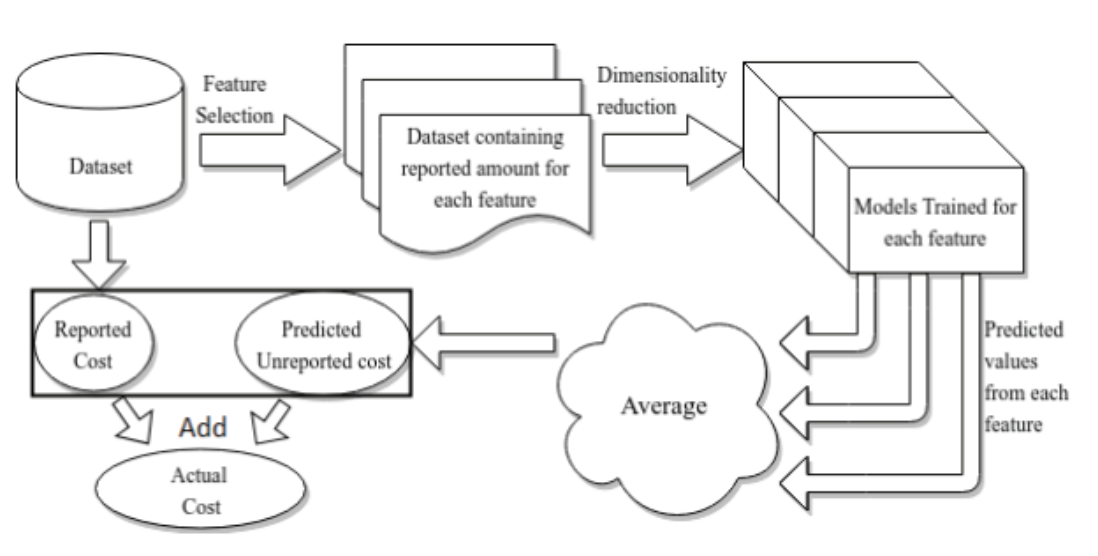 Feature
Selection
Dataset
Dataset containing
reported amount for
each feature
Dimensionality
reduction
Models Trained for
each feature
Predicted
values
from each
feature
Average
Predicted
Unreported cost
Reported
Cost
Add
Actual
Cost